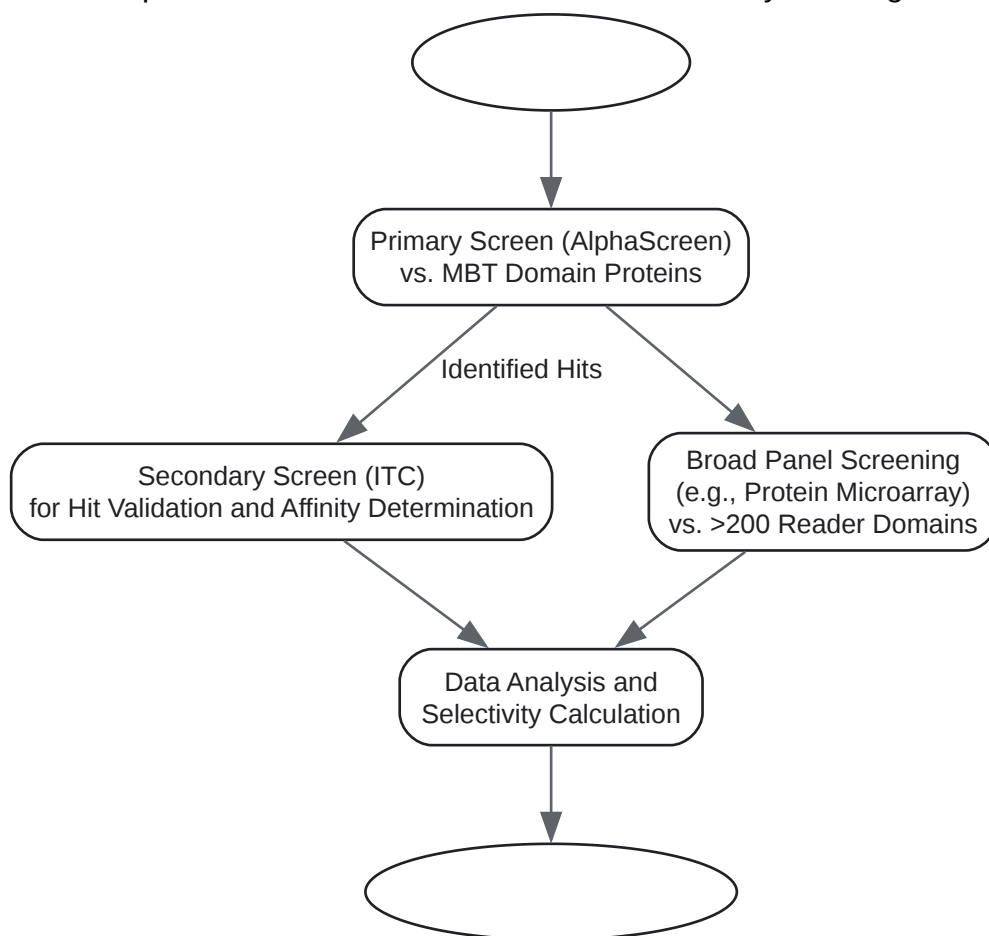 Primary Screen (AlphaScreen)
vs. MBT Domain Proteins
Identified Hits
Secondary Screen (ITC)
for Hit Validation and Affinity Determination
Broad Panel Screening
(e.g., Protein Microarray)
vs. >200 Reader Domains
Data Analysis and
Selectivity Calculation